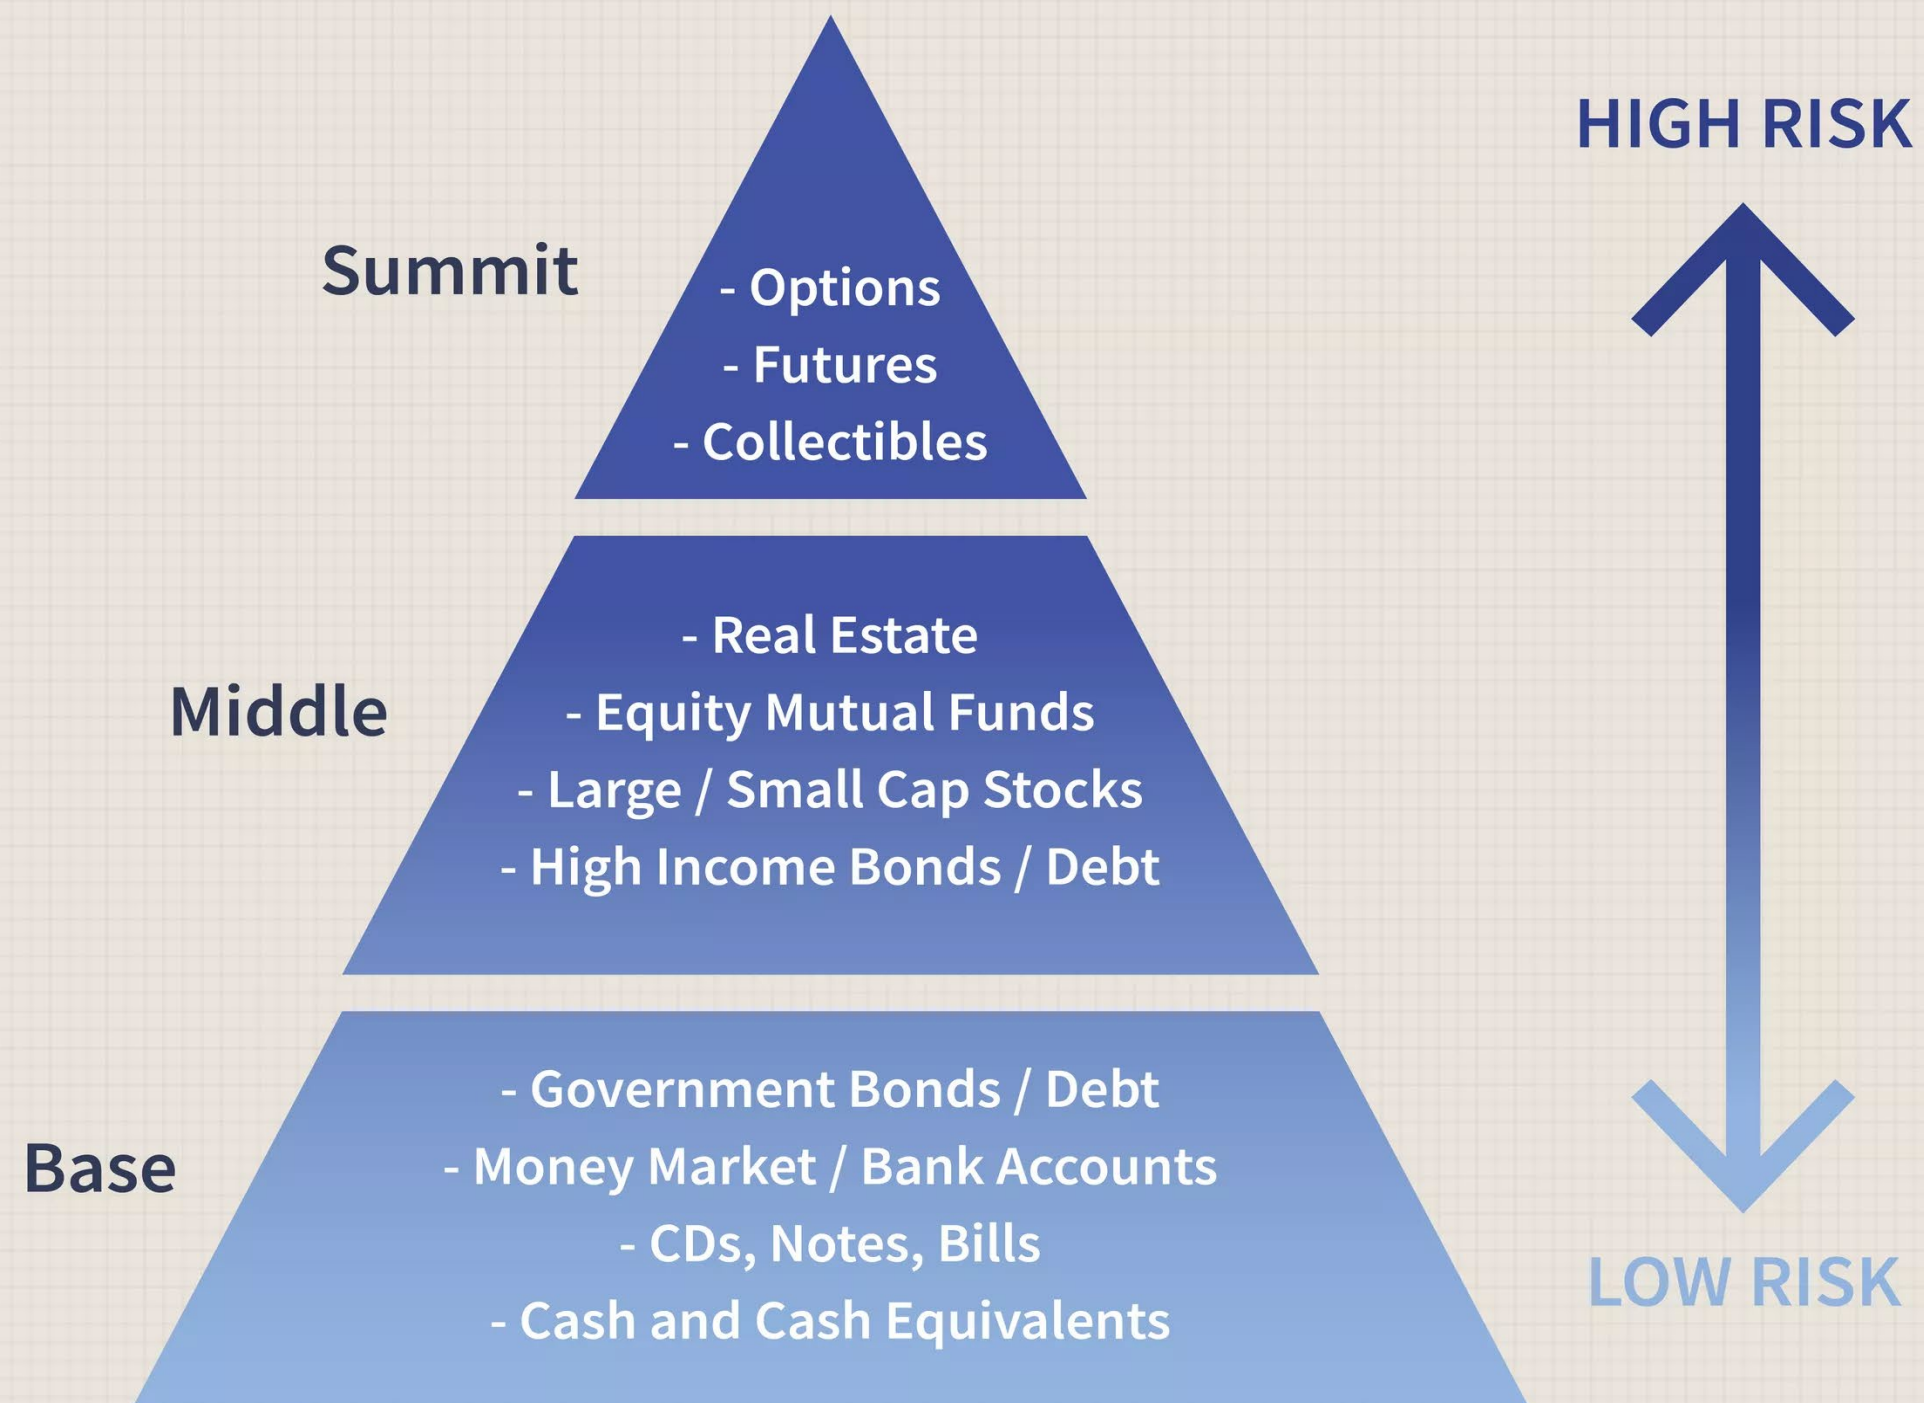 HIGH RISK
Summit
- Options
- Futures
- Collectibles
Middle
- Real Estate
- Equity Mutual Funds
- Large / Small Cap Stocks
- High Income Bonds / Debt
Base
- Government Bonds / Debt
- Money Market / Bank Accounts
- CDs, Notes, Bills
- Cash and Cash Equivalents
LOW RISK